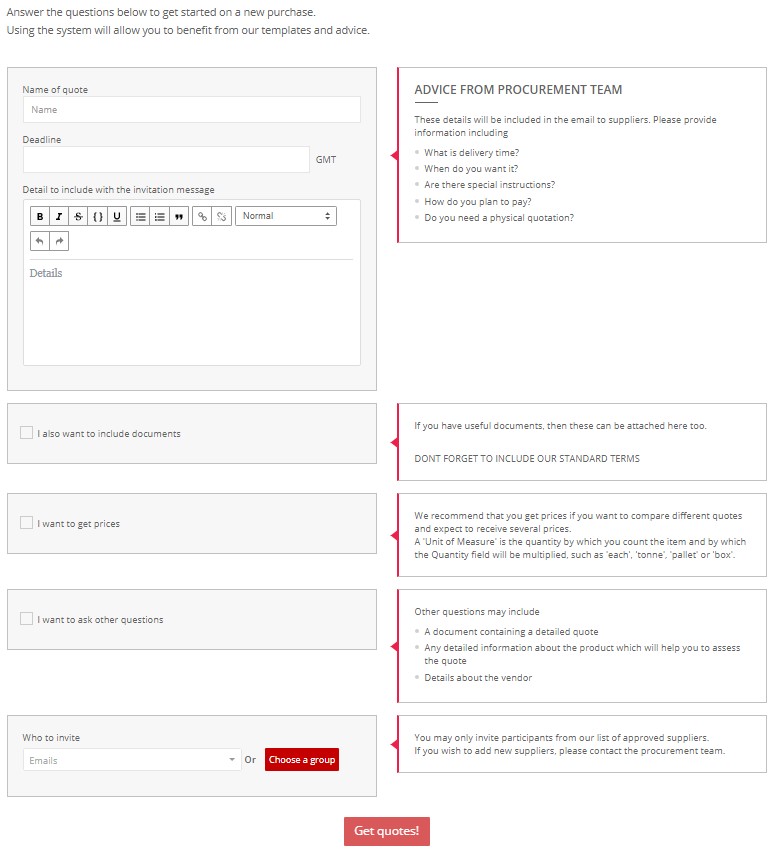 Answer the questions below to get started on a new purchase.
Using the system will allow you to benefit from our templates and advice.
Name of quote
Name
Deadline
GMT
Detail to include with the invitation message
B I S {} U ❞ Normal
Details
ADVICE FROM PROCUREMENT TEAM
These details will be included in the email to suppliers. Please provide
information including
What is delivery time?
When do you want it?
Are there special instructions?
How do you plan to pay?
Do you need a physical quotation?
I also want to include documents
If you have useful documents, then these can be attached here too.
DONT FORGET TO INCLUDE OUR STANDARD TERMS
I want to get prices
We recommend that you get prices if you want to compare different quotes
and expect to receive several prices.
A 'Unit of Measure' is the quantity by which you count the item and by which
the Quantity field will be multiplied, such as 'each', 'tonne', 'pallet' or 'box'.
I want to ask other questions
Other questions may include
A document containing a detailed quote
Any detailed information about the product which will help you to assess
the quote
Details about the vendor
Who to invite
Emails
Or
Choose a group
You may only invite participants from our list of approved suppliers.
If you wish to add new suppliers, please contact the procurement team.
Get quotes!